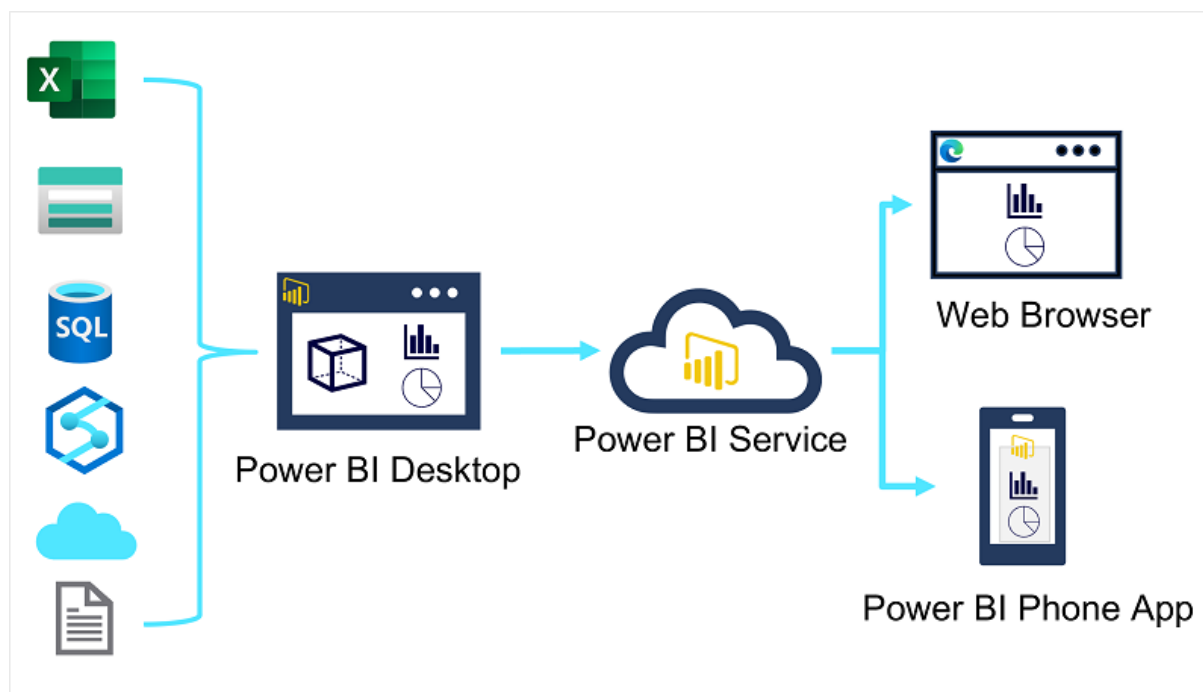 X
SQL
Power BI Desktop
Power BI Service
Web Browser
Power BI Phone App